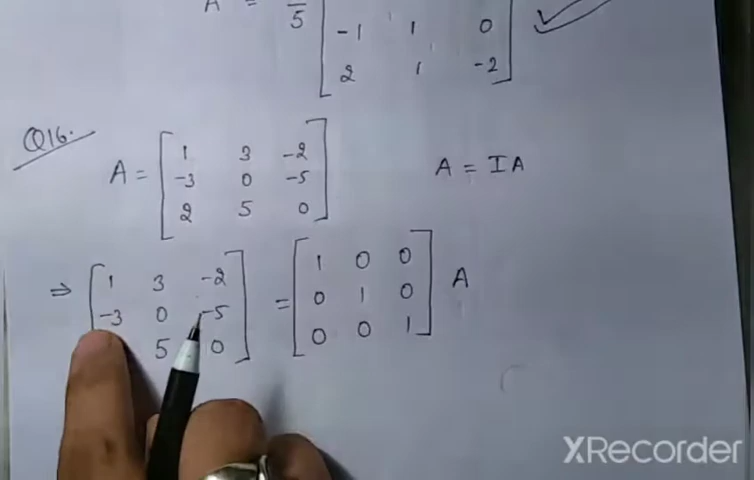 A = 1/5
-1 1 0
2 1 -2
Q16.
A = [ 1 3 -2
-3 0 -5
2 5 0 ]
A = IA
⇒ [ 1 3 -2
-3 0 -5
5 0 ] = [ 1 0 0
0 1 0
0 0 1 ] A
XRecorder